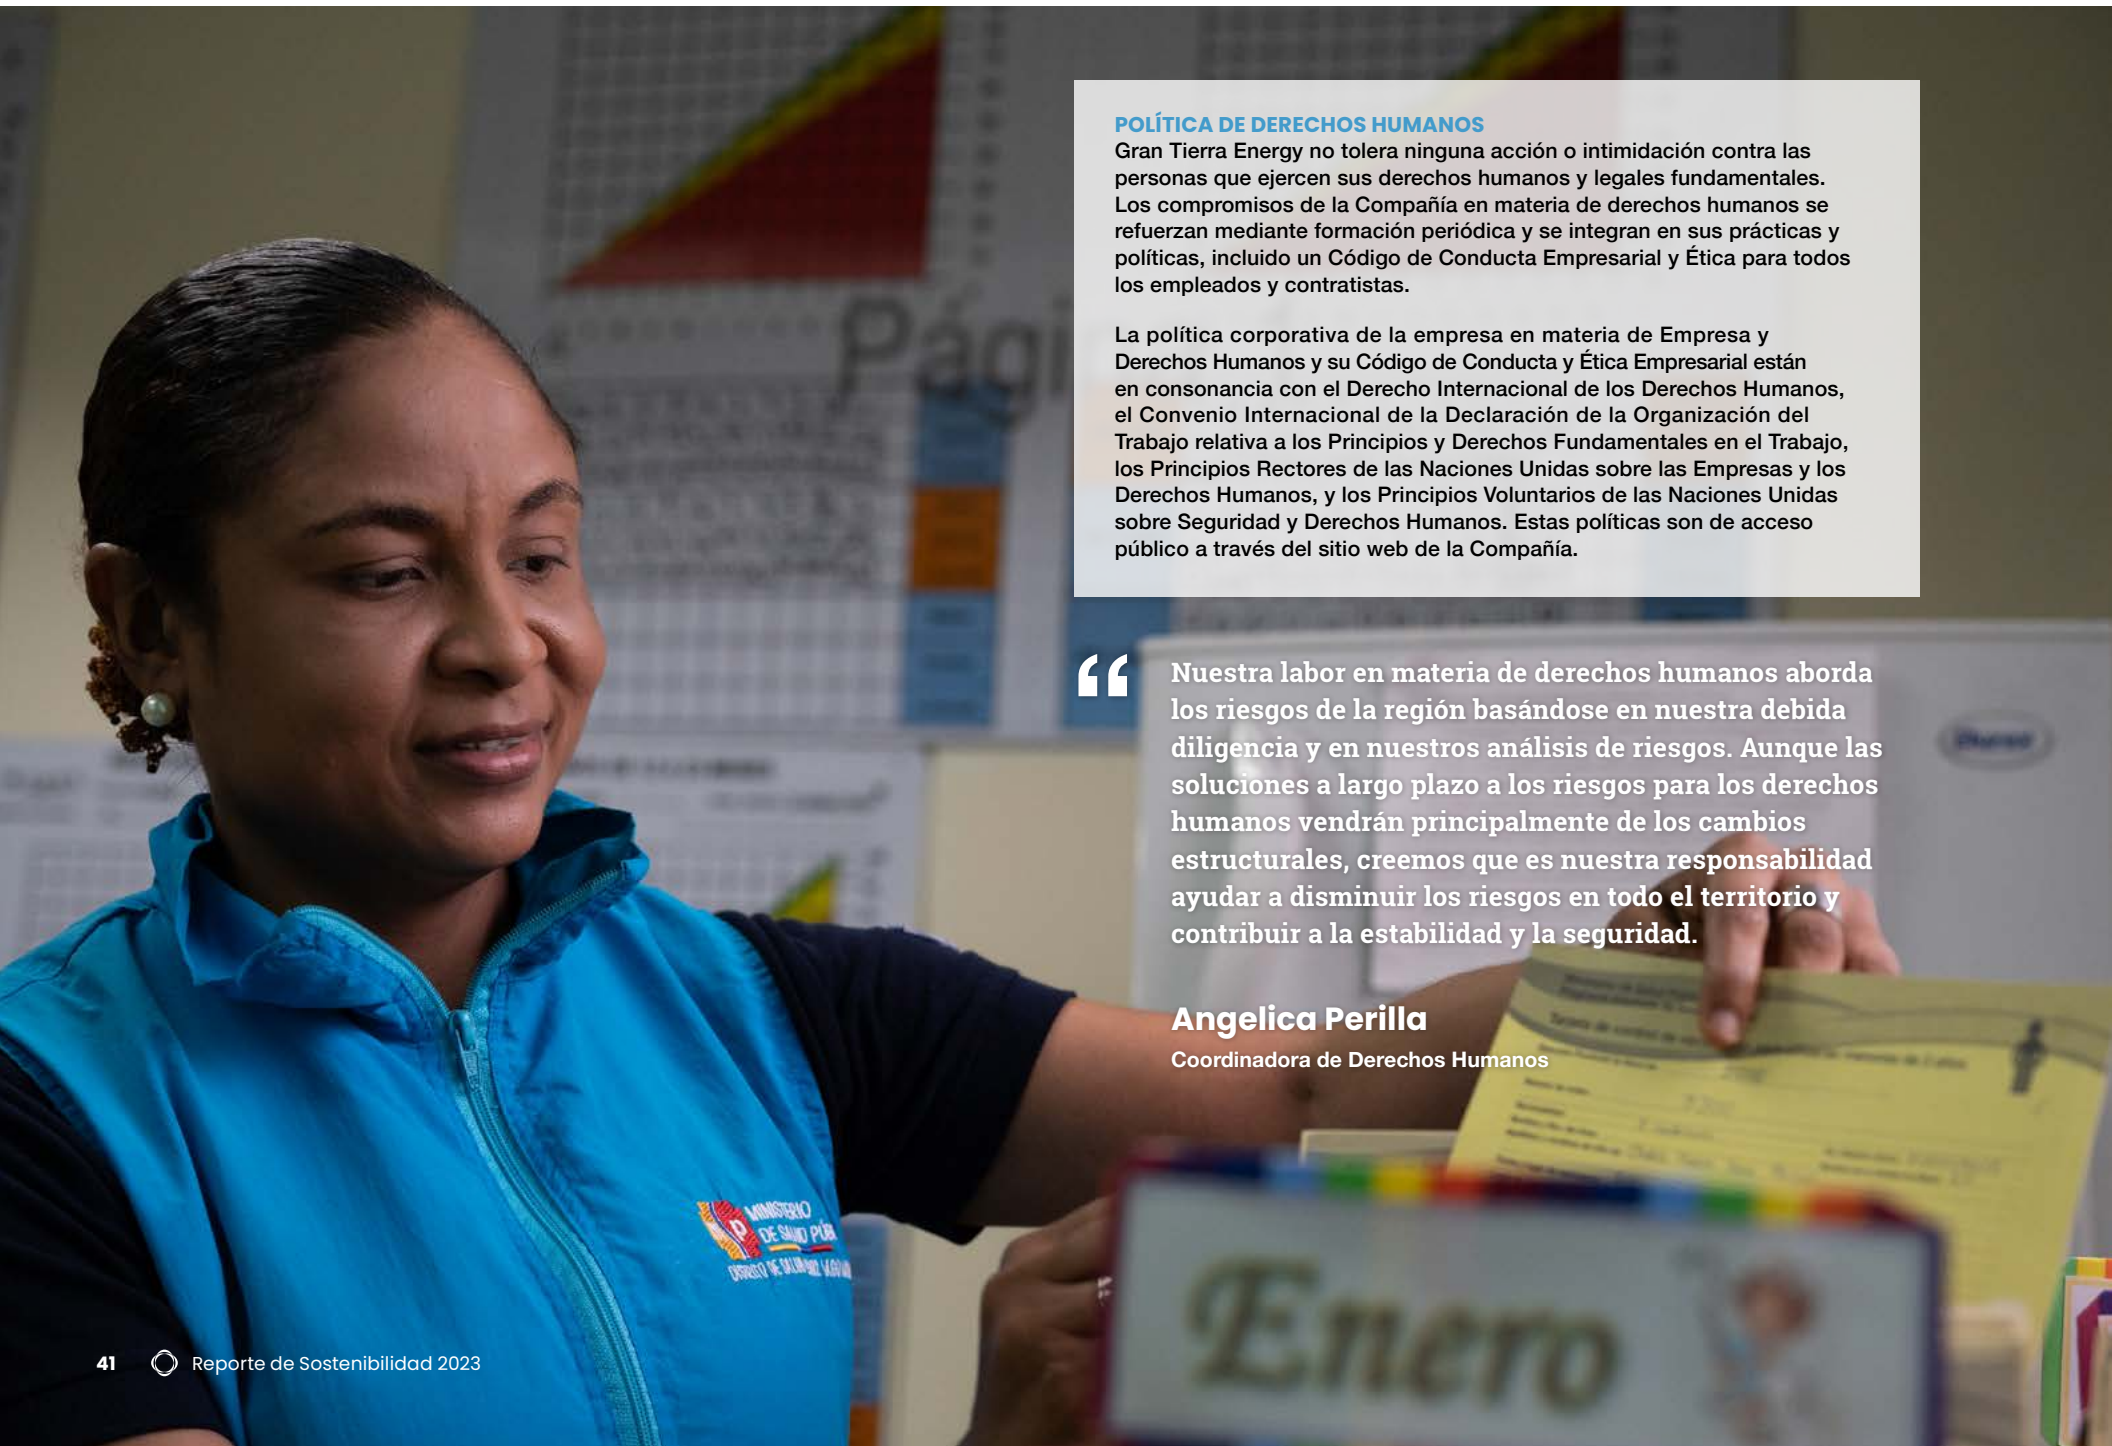 POLÍTICA DE DERECHOS HUMANOS
Gran Tierra Energy no tolera ninguna acción o intimidación contra las
personas que ejercen sus derechos humanos y legales fundamentales.
Los compromisos de la Compañía en materia de derechos humanos se
refuerzan mediante formación periódica y se integran en sus prácticas y
políticas, incluido un Código de Conducta Empresarial y Ética para todos
los empleados y contratistas.
La política corporativa de la empresa en materia de Empresa y
Derechos Humanos y su Código de Conducta y Ética Empresarial están
en consonancia con el Derecho Internacional de los Derechos Humanos,
el Convenio Internacional de la Declaración de la Organización del
Trabajo relativa a los Principios y Derechos Fundamentales en el Trabajo,
los Principios Rectores de las Naciones Unidas sobre las Empresas y los
Derechos Humanos, y los Principios Voluntarios de las Naciones Unidas
sobre Seguridad y Derechos Humanos. Estas políticas son de acceso
público a través del sitio web de la Compañía.
“
Nuestra labor en materia de derechos humanos aborda
los riesgos de la región basándose en nuestra debida
diligencia y en nuestros análisis de riesgos. Aunque las
soluciones a largo plazo a los riesgos para los derechos
humanos vendrán principalmente de los cambios
estructurales, creemos que es nuestra responsabilidad
ayudar a disminuir los riesgos en todo el territorio y
contribuir a la estabilidad y la seguridad.
Angelica Perilla
Coordinadora de Derechos Humanos
Pági
MINISTERIO
DE SALUD PÚB
DISTRITO DE SALUD
Enero
41 Reporte de Sostenibilidad 2023